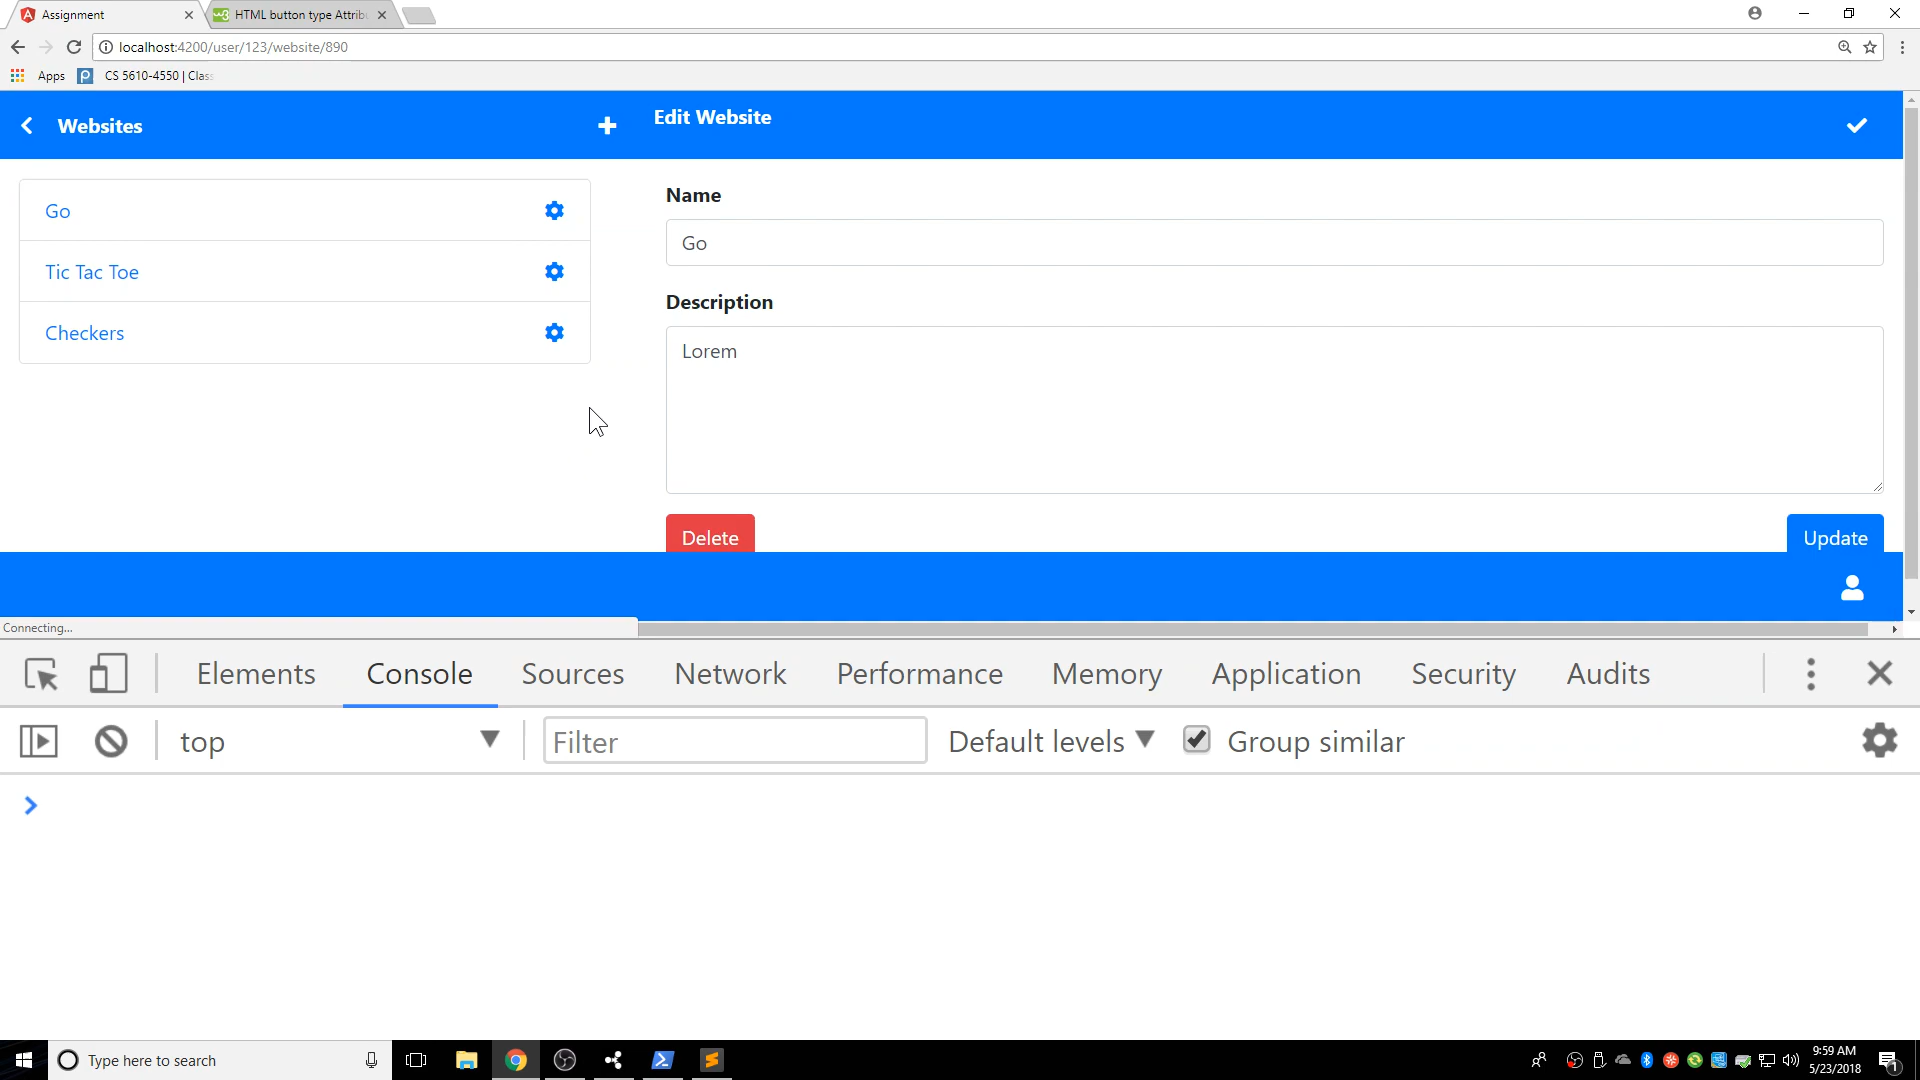 Assignment
HTML button type Attrib
localhost:4200/user/123/website/890
Apps
CS 5610-4550 | Class
Websites
Edit Website
Go
Tic Tac Toe
Checkers
Name
Go
Description
Lorem
Delete
Update
Connecting...
Elements
Console
Sources
Network
Performance
Memory
Application
Security
Audits
top
Filter
Default levels
Group similar
Type here to search
9:59 AM
5/23/2018
1